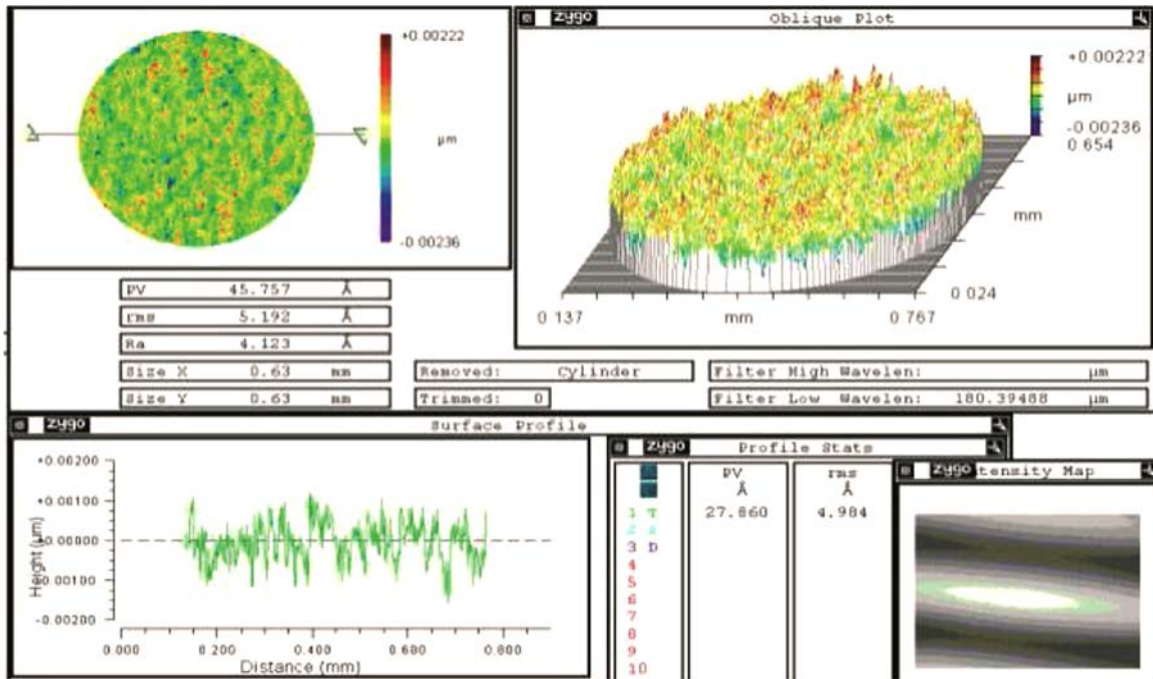 +0.00222
µm
-0.00236
zygo
Oblique Plot
+0 00222
µm
-0 00236
0 654
mm
0 024
0 137
mm
0 767
PV 45.757 Å
rms 5.192 Å
Ra 4.123 Å
Size X 0.63 mm
Size Y 0.63 mm
Removed: Cylinder
Trimmed: 0
Filter High Wavelen: µm
Filter Low Wavelen: 180.39488 µm
zygo
Surface Profile
+0.00200
+0.00100
+0.00000
-0.00100
-0.00200
Height (µm)
0.000
0.200
0.400
0.600
0.800
Distance (mm)
zygo
Profile Stats
PV
Å
rms
Å
1 T
27.860
4.984
3 D
4
5
6
7
8
9
10
zygo
tensity Map